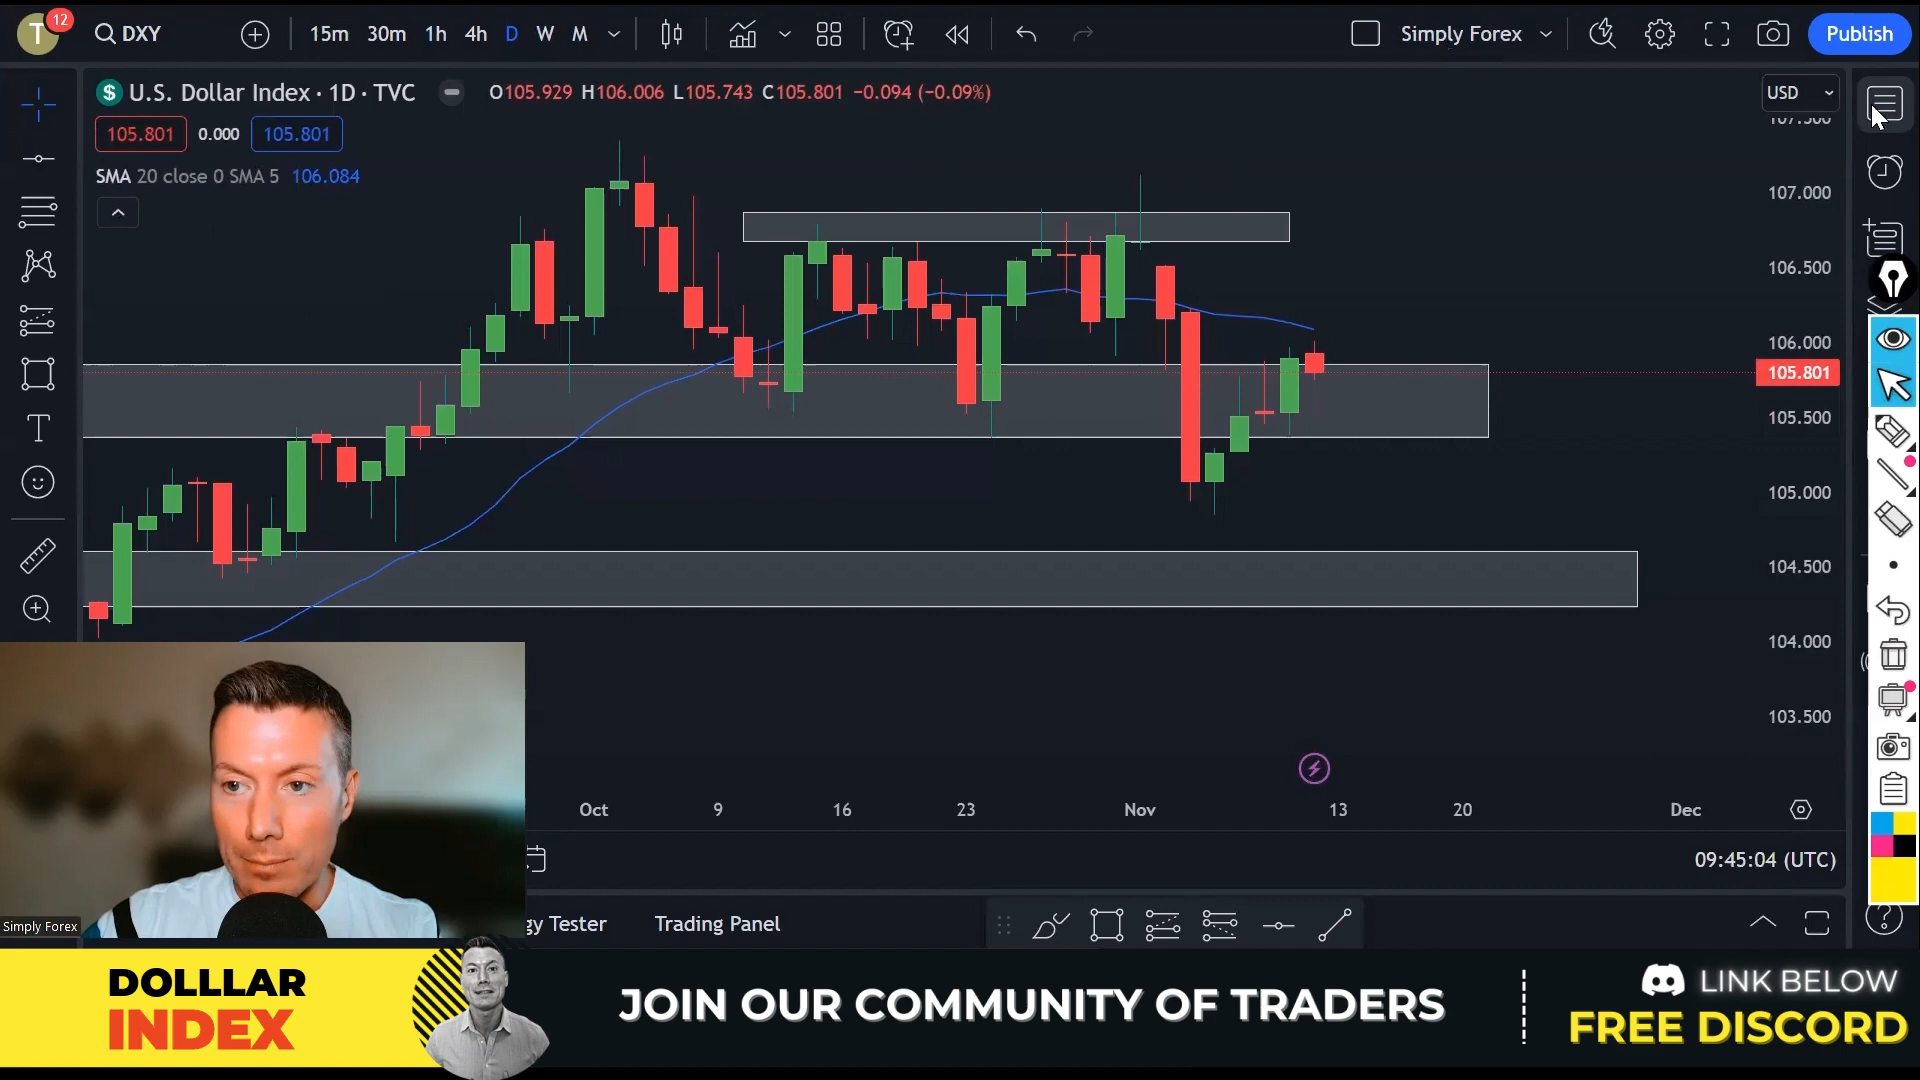 T
12
DXY
15m 30m 1h 4h D W M
Simply Forex
Publish
$ U.S. Dollar Index · 1D · TVC
O105.929 H106.006 L105.743 C105.801 −0.094 (−0.09%)
USD
105.801 0.000 105.801
SMA 20 close 0 SMA 5 106.084
107.500
107.000
106.500
106.000
105.801
105.500
105.000
104.500
104.000
103.500
Oct 9 16 23 Nov 13 20 Dec
09:45:04 (UTC)
gy Tester Trading Panel
Simply Forex
DOLLLAR
INDEX
JOIN OUR COMMUNITY OF TRADERS
LINK BELOW
FREE DISCORD